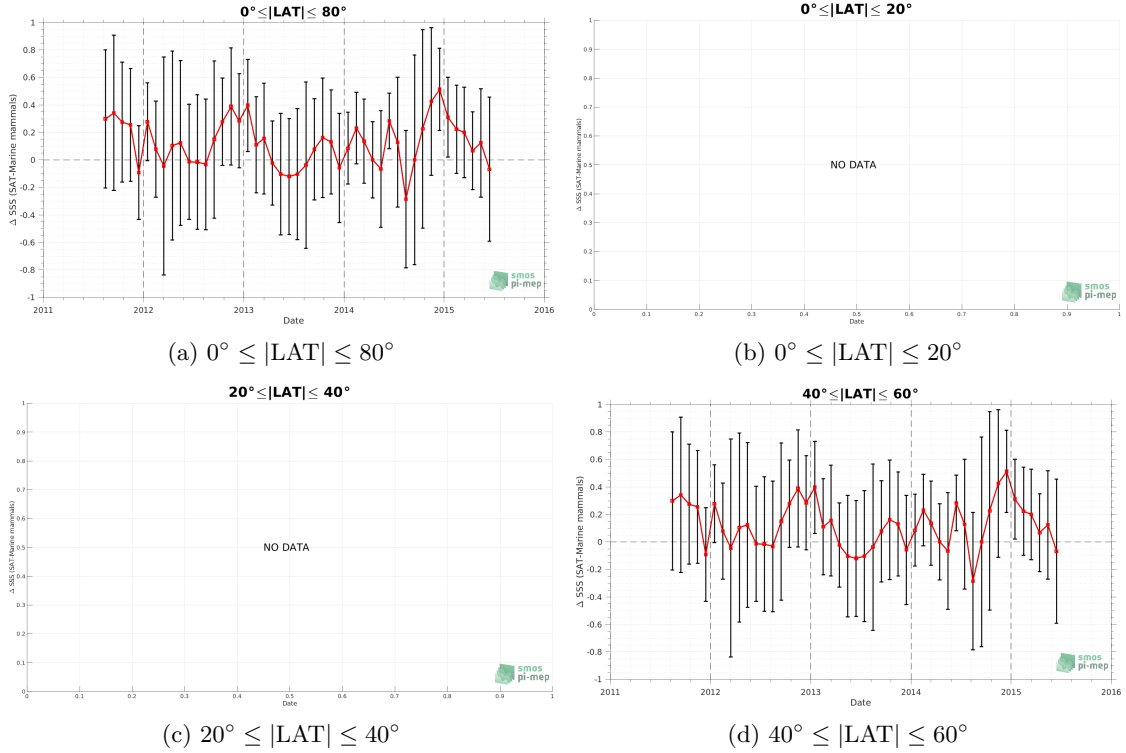 0°≤|LAT|≤ 80°
1
0.8
0.6
0.4
0.2
0
-0.2
-0.4
-0.6
-0.8
-1
Δ SSS (SAT-Marine mammals)
2011 2012 2013 2014 2015 2016
Date
smos
pi-mep
(a) 0° ≤ |LAT| ≤ 80°
0°≤|LAT|≤ 20°
1
0.9
0.8
0.7
0.6
0.5
0.4
0.3
0.2
0.1
0
Δ SSS (SAT-Marine mammals)
NO DATA
0 0.1 0.2 0.3 0.4 0.5 0.6 0.7 0.8 0.9 1
Date
smos
pi-mep
(b) 0° ≤ |LAT| ≤ 20°
20°≤|LAT|≤ 40°
1
0.9
0.8
0.7
0.6
0.5
0.4
0.3
0.2
0.1
0
Δ SSS (SAT-Marine mammals)
NO DATA
0 0.1 0.2 0.3 0.4 0.5 0.6 0.7 0.8 0.9 1
Date
smos
pi-mep
(c) 20° ≤ |LAT| ≤ 40°
40°≤|LAT|≤ 60°
1
0.8
0.6
0.4
0.2
0
-0.2
-0.4
-0.6
-0.8
-1
Δ SSS (SAT-Marine mammals)
2011 2012 2013 2014 2015 2016
Date
smos
pi-mep
(d) 40° ≤ |LAT| ≤ 60°